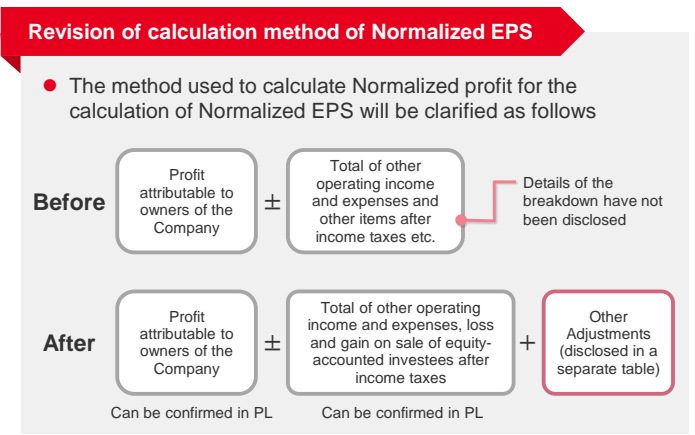 Revision of calculation method of Normalized EPS
● The method used to calculate Normalized profit for the
calculation of Normalized EPS will be clarified as follows
Before
Profit
attributable to
owners of the
Company
±
Total of other
operating income
and expenses and
other items after
income taxes etc.
Details of the
breakdown have not
been disclosed
After
Profit
attributable to
owners of the
Company
±
Total of other operating
income and expenses, loss
and gain on sale of equity-
accounted investees after
income taxes
+
Other
Adjustments
(disclosed in a
separate table)
Can be confirmed in PL
Can be confirmed in PL